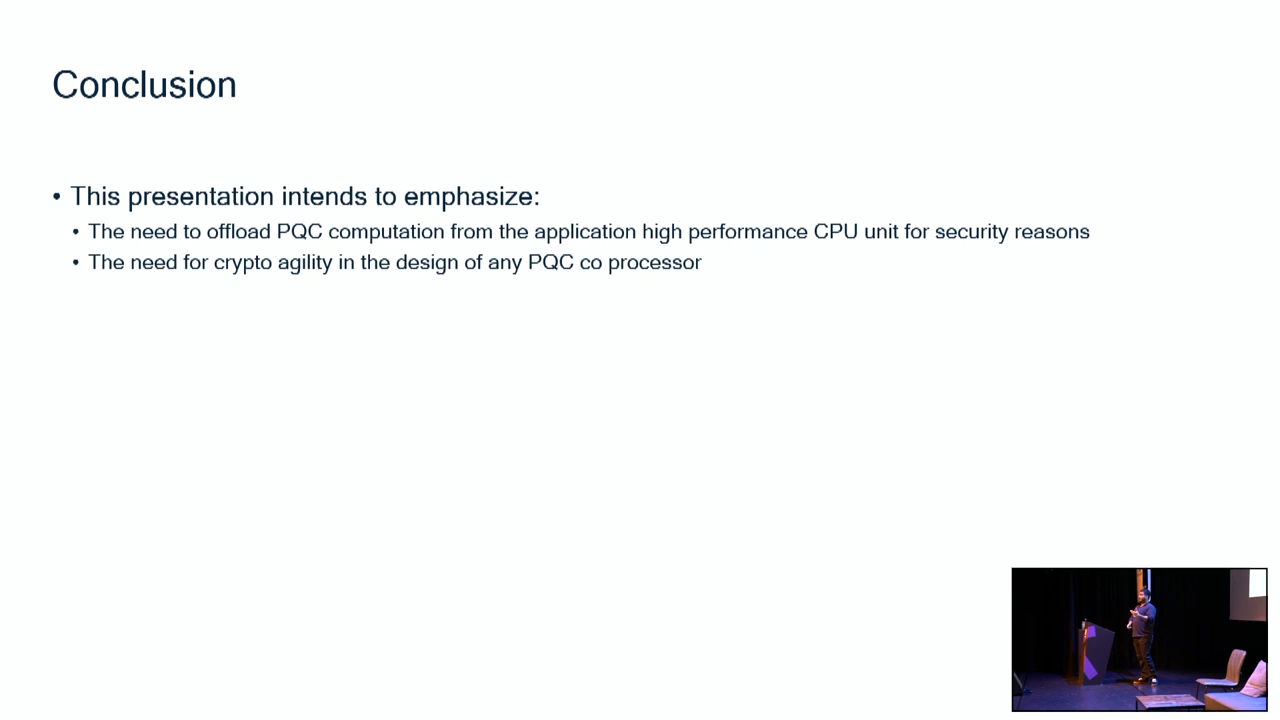 Conclusion
• This presentation intends to emphasize:
• The need to offload PQC computation from the application high performance CPU unit for security reasons
• The need for crypto agility in the design of any PQC co processor